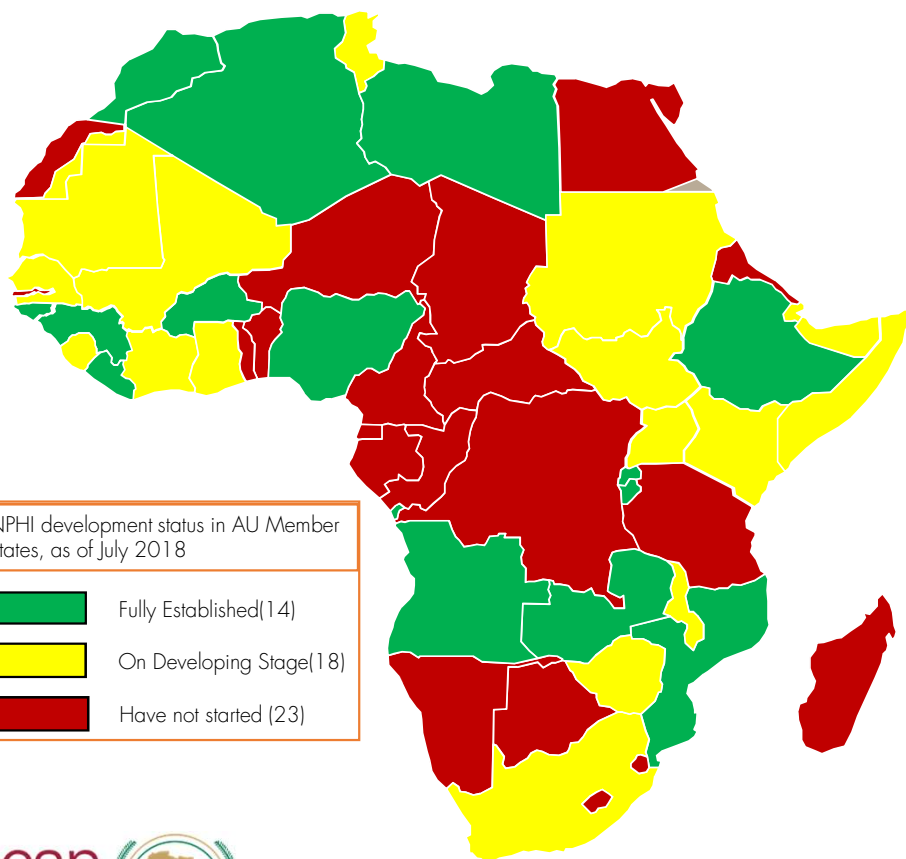 NPHI development status in AU Member
tates, as of July 2018
Fully Established(14)
On Developing Stage(18)
Have not started (23)